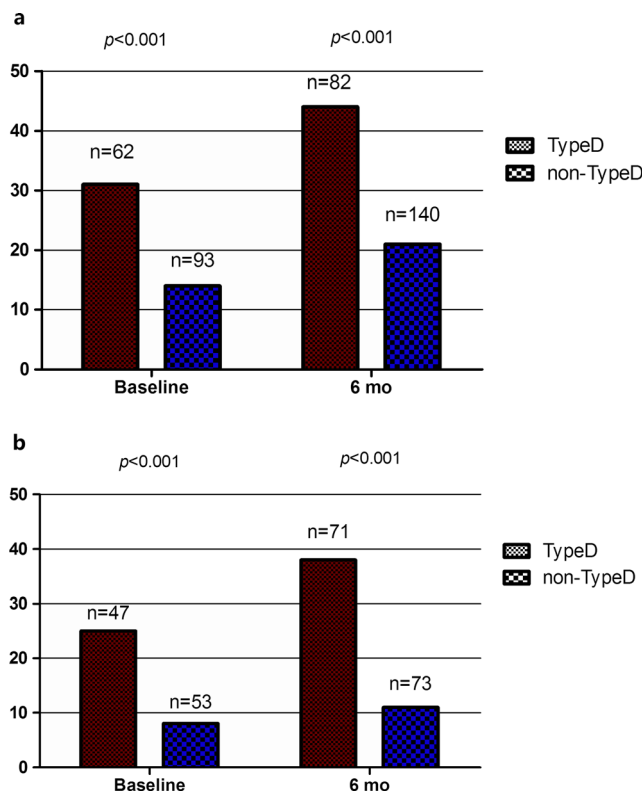 a
p<0.001 p<0.001
50
n=82
40
n=62
30
n=140
20
n=93
10
0
Baseline 6 mo
TypeD
non-TypeD
b
p<0.001 p<0.001
50
n=71
40
30
n=47
20
n=73
n=53
10
0
Baseline 6 mo
TypeD
non-TypeD